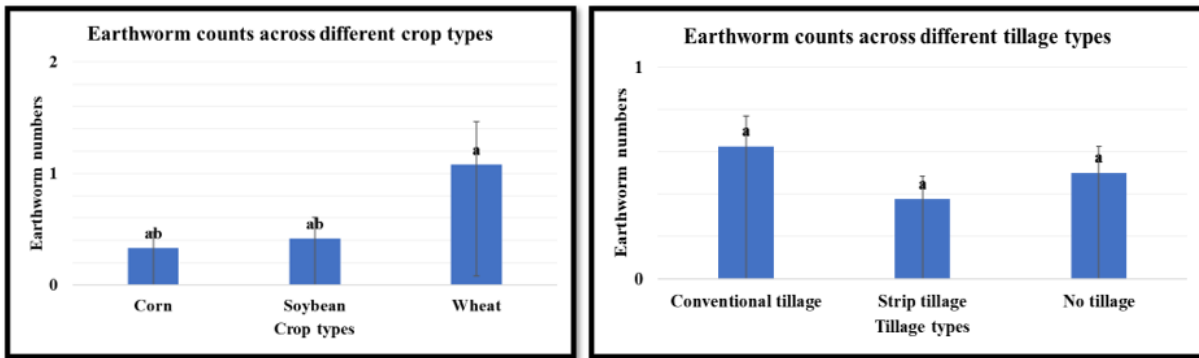 Earthworm counts across different crop types
2
1
0
Earthworm numbers
ab
ab
a
Corn
Soybean
Wheat
Crop types
Earthworm counts across different tillage types
1
0
Earthworm numbers
a
a
a
Conventional tillage
Strip tillage
No tillage
Tillage types